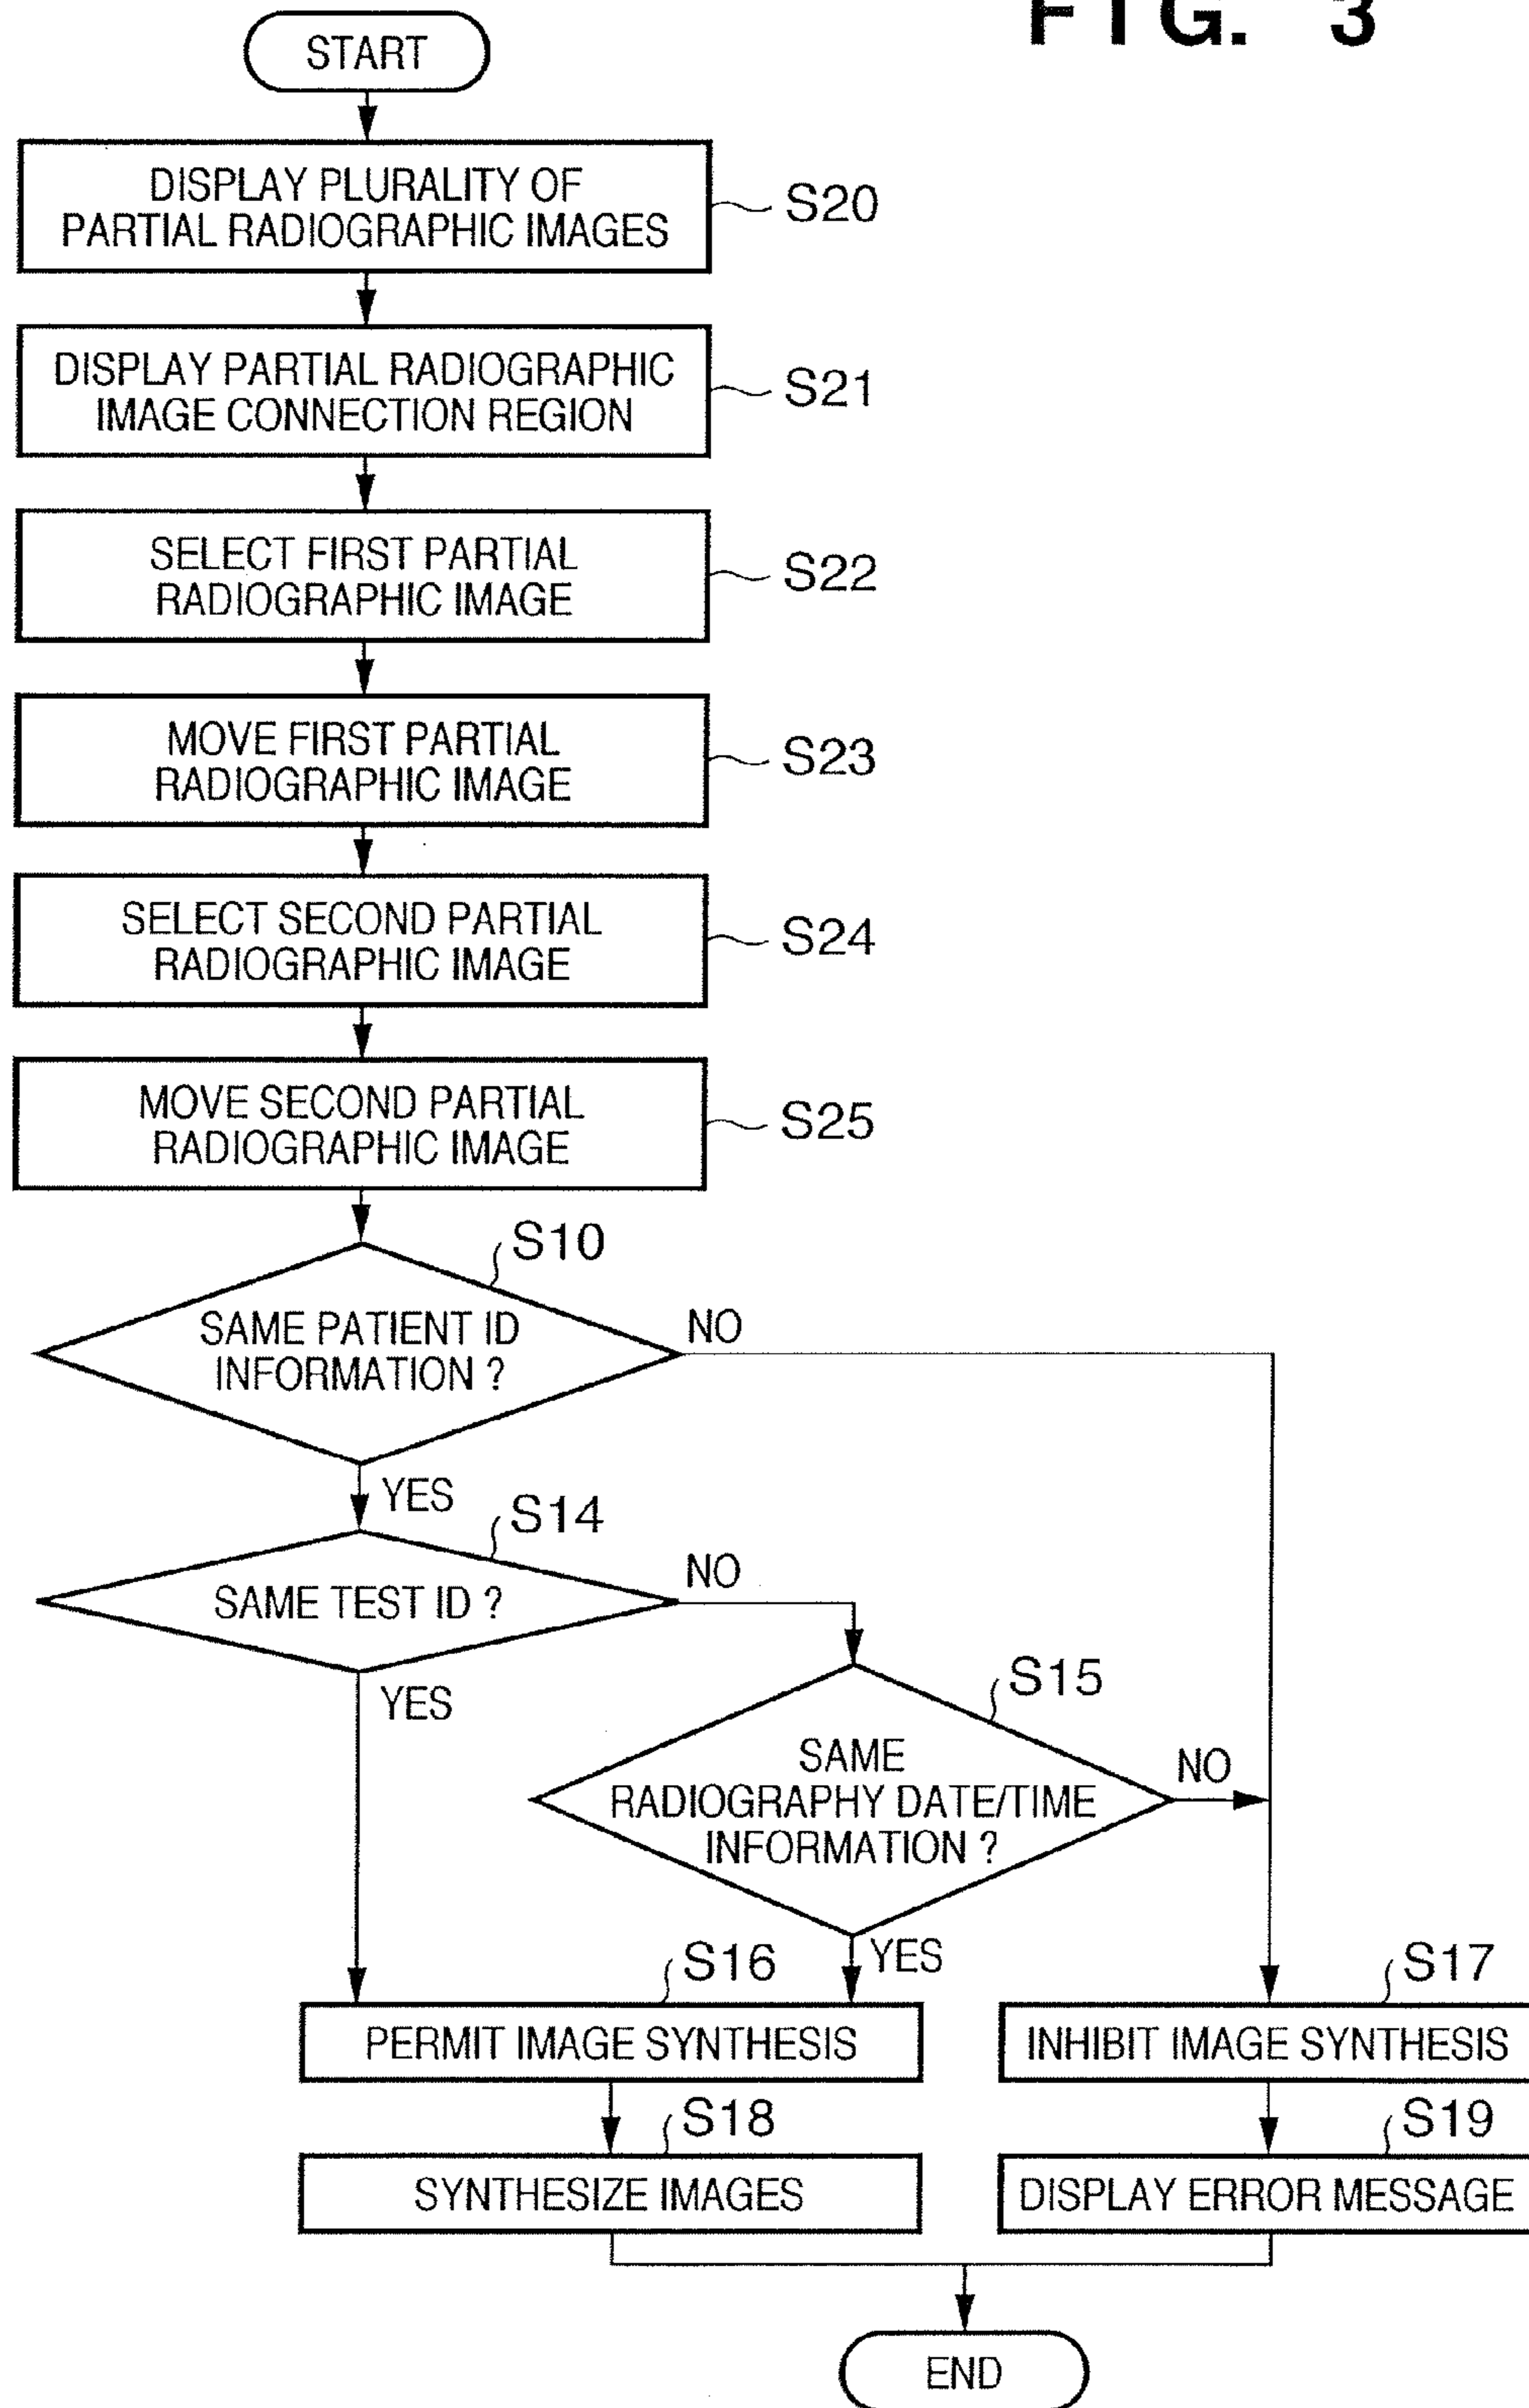 FIG. 3
START
DISPLAY PLURALITY OF
PARTIAL RADIOGRAPHIC IMAGES
S20
DISPLAY PARTIAL RADIOGRAPHIC
IMAGE CONNECTION REGION
S21
SELECT FIRST PARTIAL
RADIOGRAPHIC IMAGE
S22
MOVE FIRST PARTIAL
RADIOGRAPHIC IMAGE
S23
SELECT SECOND PARTIAL
RADIOGRAPHIC IMAGE
S24
MOVE SECOND PARTIAL
RADIOGRAPHIC IMAGE
S25
S10
SAME PATIENT ID
INFORMATION ?
NO
YES
S14
SAME TEST ID ?
NO
YES
S15
SAME
RADIOGRAPHY DATE/TIME
INFORMATION ?
NO
YES
S16
PERMIT IMAGE SYNTHESIS
S17
INHIBIT IMAGE SYNTHESIS
S18
SYNTHESIZE IMAGES
S19
DISPLAY ERROR MESSAGE
END